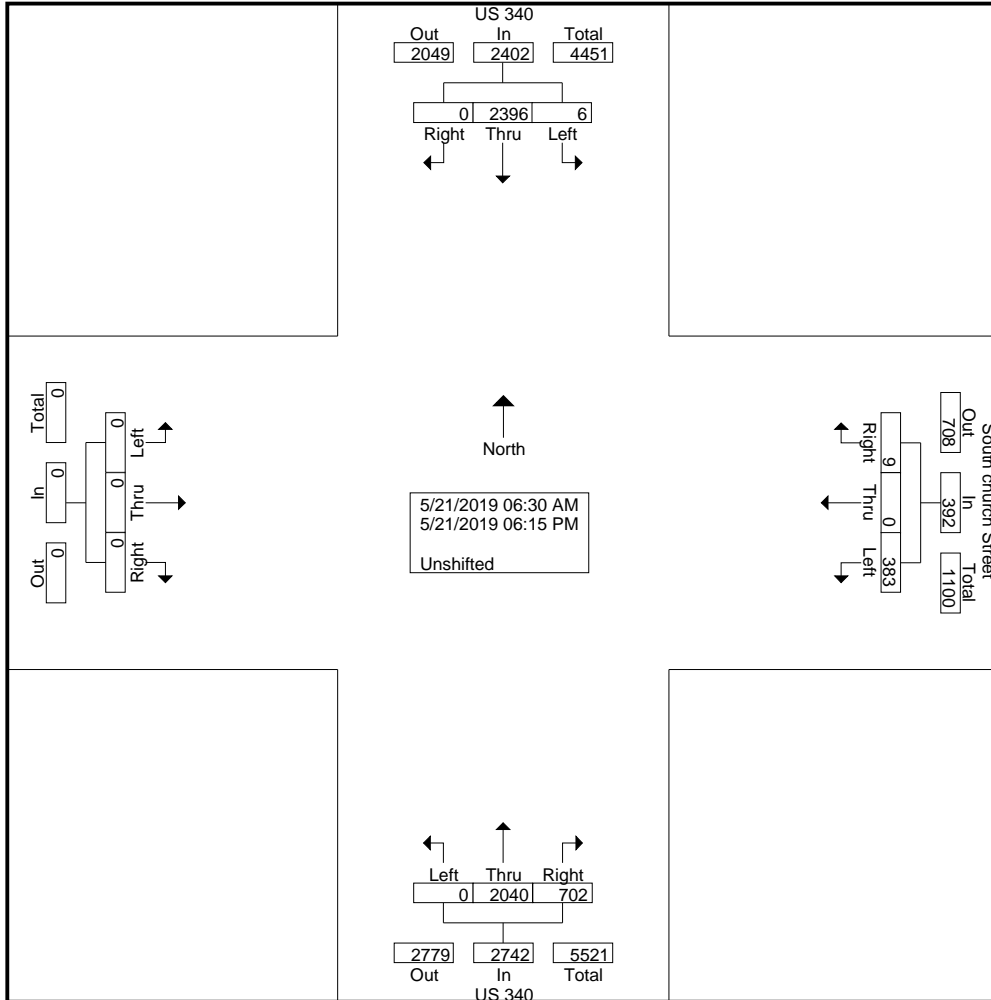 US 340
Out In Total
2049 2402 4451
0 2396 6
Right Thru Left
Total In Out
0 0 0
Left Thru Right
0 0 0
North
5/21/2019 06:30 AM
5/21/2019 06:15 PM
Unshifted
South church Street
Out In Total
708 392 1100
Right Thru Left
9 0 383
Left Thru Right
0 2040 702
2779 2742 5521
Out In Total
US 340